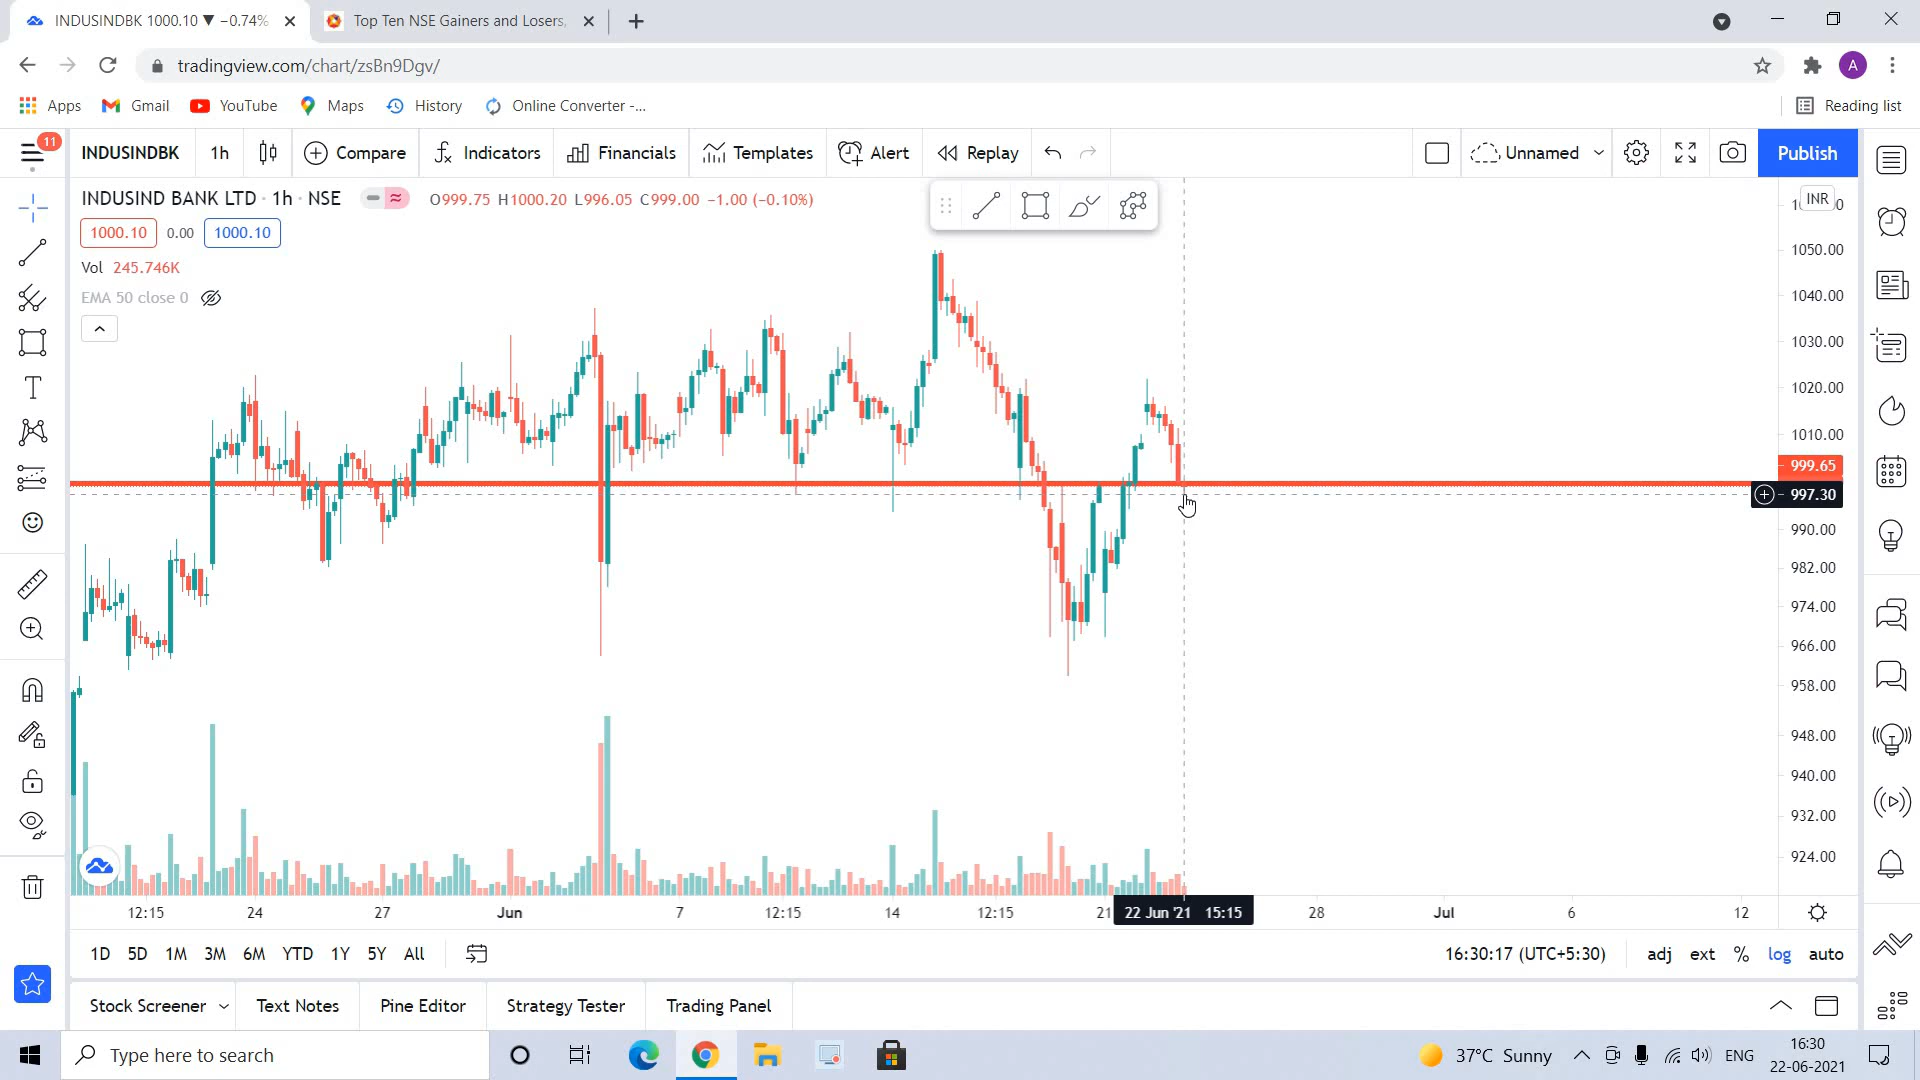 INDUSINDBK 1000.10 ▼ −0.74%
Top Ten NSE Gainers and Losers,
tradingview.com/chart/zsBn9Dgv/
A
Apps Gmail YouTube Maps History Online Converter -...
Reading list
11
INDUSINDBK 1h Compare Indicators Financials Templates Alert Replay Unnamed Publish
INDUSIND BANK LTD · 1h · NSE O999.75 H1000.20 L996.05 C999.00 −1.00 (−0.10%)
INR
1000.10 0.00 1000.10
Vol 245.746K
EMA 50 close 0
1050.00
1040.00
1030.00
1020.00
1010.00
999.65
997.30
990.00
982.00
974.00
966.00
958.00
948.00
940.00
932.00
924.00
12:15 24 27 Jun 7 12:15 14 12:15 21 22 Jun '21 15:15 28 Jul 6 12
1D 5D 1M 3M 6M YTD 1Y 5Y All
16:30:17 (UTC+5:30) adj ext % log auto
Stock Screener Text Notes Pine Editor Strategy Tester Trading Panel
Type here to search
37°C Sunny
ENG
16:30
22-06-2021